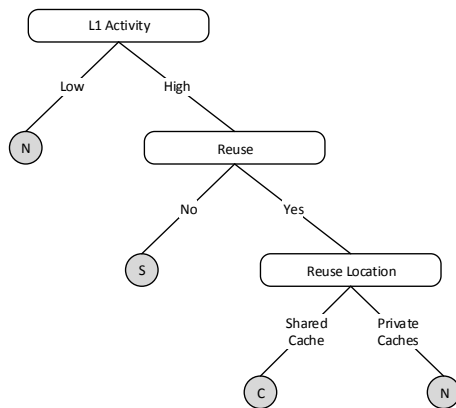 L1 Activity
Low
High
N
Reuse
No
Yes
S
Reuse Location
Shared
Cache
Private
Caches
C
N